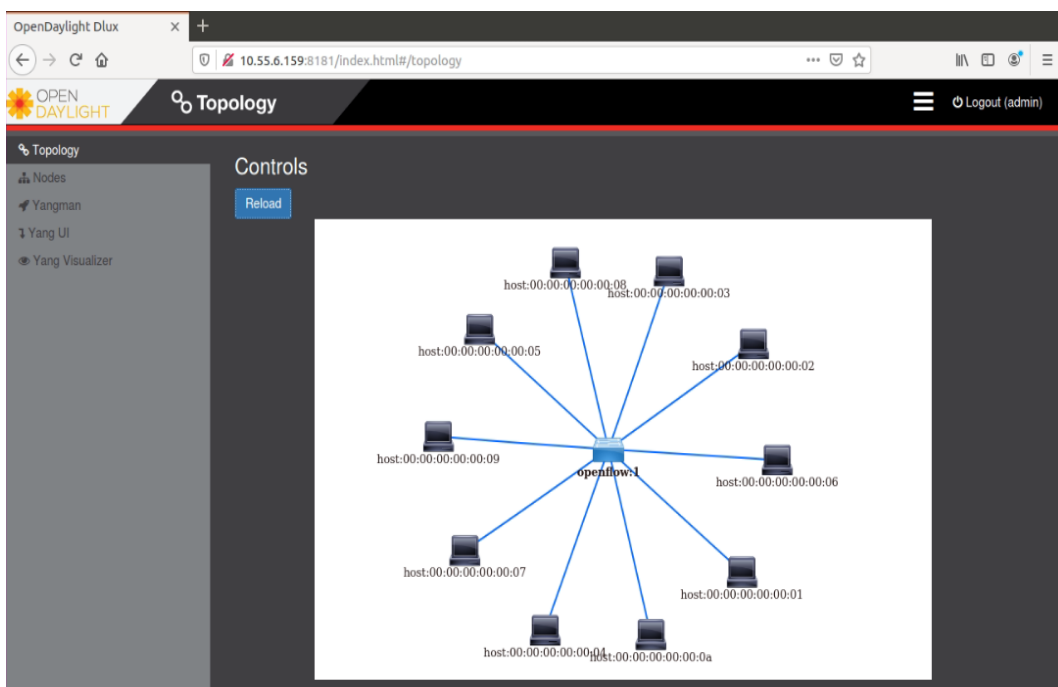 OpenDaylight Dlux
10.55.6.159:8181/index.html#/topology
OPEN
DAYLIGHT
Topology
Logout (admin)
Topology
Nodes
Yangman
Yang UI
Yang Visualizer
Controls
Reload
host:00:00:00:00:00:08
host:00:00:00:00:00:03
host:00:00:00:00:00:05
host:00:00:00:00:00:02
host:00:00:00:00:00:09
openflow:1
host:00:00:00:00:00:06
host:00:00:00:00:00:07
host:00:00:00:00:00:01
host:00:00:00:00:00:04
host:00:00:00:00:00:0a